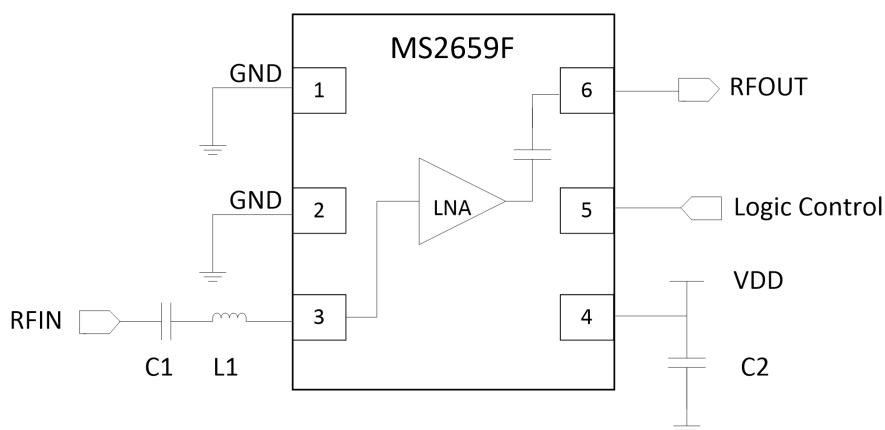 MS2659F
GND
1
6
RFOUT
GND
2
LNA
5
Logic Control
VDD
RFIN
3
4
C1
L1
C2